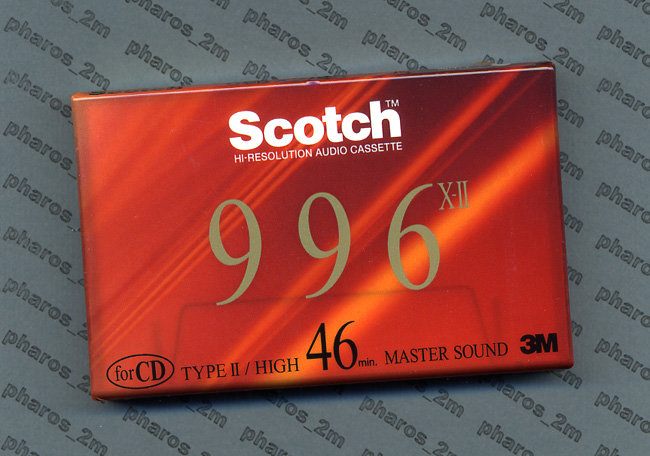 Scotch™
HI-RESOLUTION AUDIO CASSETTE
996 X-II
for CD TYPE II / HIGH 46 min. MASTER SOUND 3M
pharos_2m